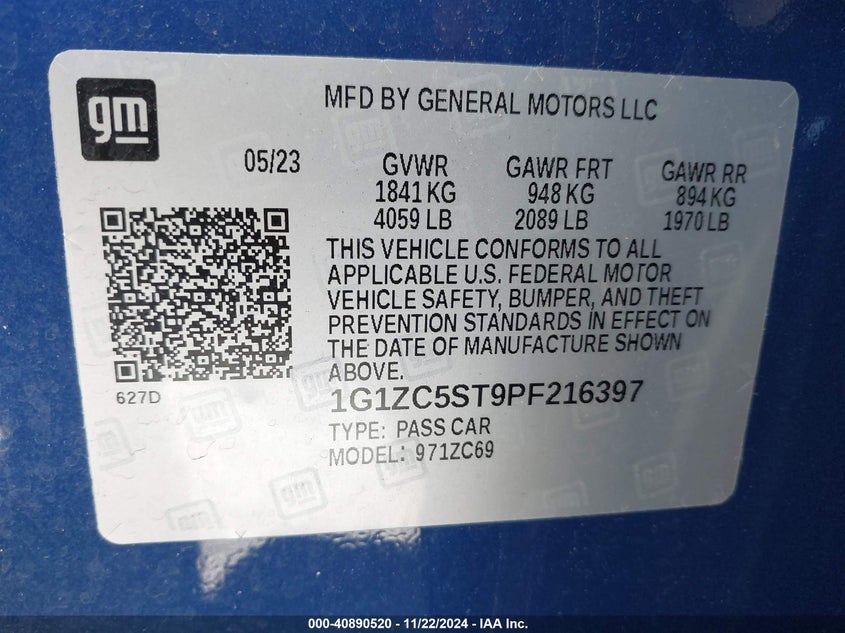 gm
MFD BY GENERAL MOTORS LLC
05/23 GVWR GAWR FRT GAWR RR
1841 KG 948 KG 894 KG
4059 LB 2089 LB 1970 LB
THIS VEHICLE CONFORMS TO ALL
APPLICABLE U.S. FEDERAL MOTOR
VEHICLE SAFETY, BUMPER, AND THEFT
PREVENTION STANDARDS IN EFFECT ON
THE DATE OF MANUFACTURE SHOWN
ABOVE.
627D
1G1ZC5ST9PF216397
TYPE: PASS CAR
MODEL: 971ZC69
000-40890520 - 11/22/2024 - IAA Inc.